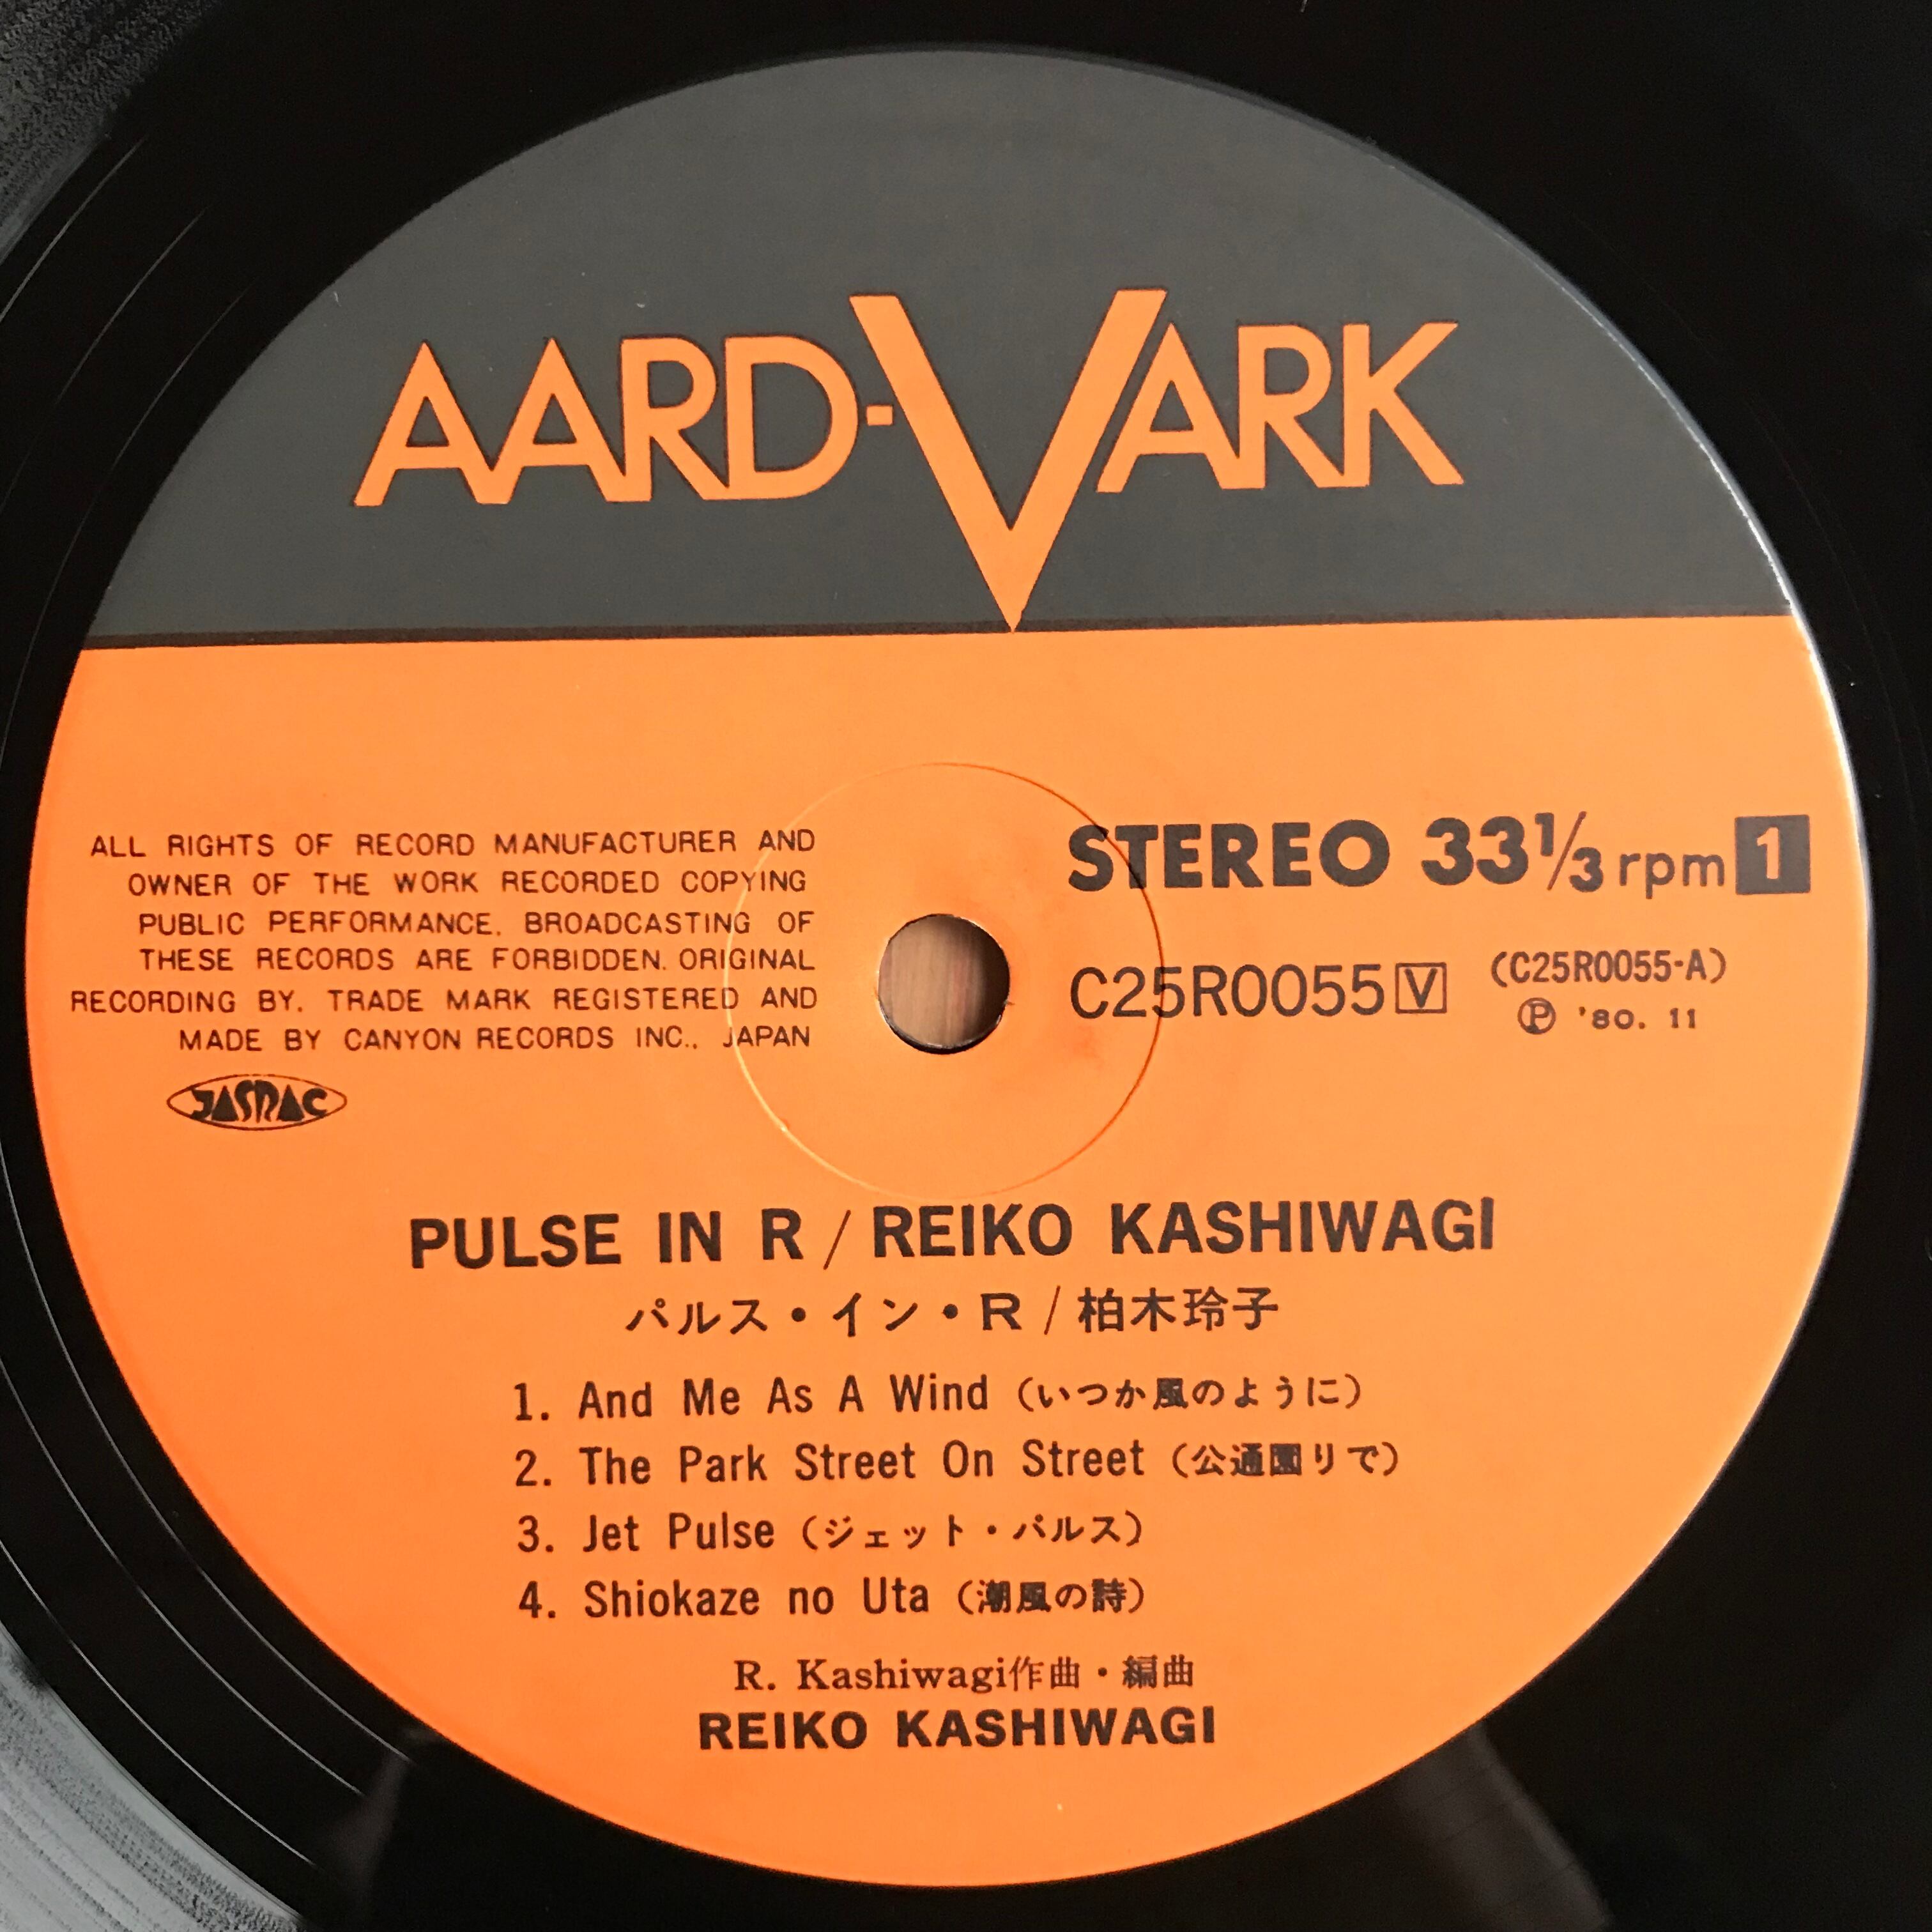 AARD-VARK
ALL RIGHTS OF RECORD MANUFACTURER AND
OWNER OF THE WORK RECORDED COPYING
PUBLIC PERFORMANCE, BROADCASTING OF
THESE RECORDS ARE FORBIDDEN. ORIGINAL
RECORDING BY. TRADE MARK REGISTERED AND
MADE BY CANYON RECORDS INC., JAPAN
JASRAC
STEREO 33 1/3 rpm 1
C25R0055 V (C25R0055-A)
Ⓟ '80. 11
PULSE IN R / REIKO KASHIWAGI
パルス・イン・R / 柏木玲子
1. And Me As A Wind (いつか風のように)
2. The Park Street On Street (公通園りで)
3. Jet Pulse (ジェット・パルス)
4. Shiokaze no Uta (潮風の詩)
R. Kashiwagi作曲・編曲
REIKO KASHIWAGI